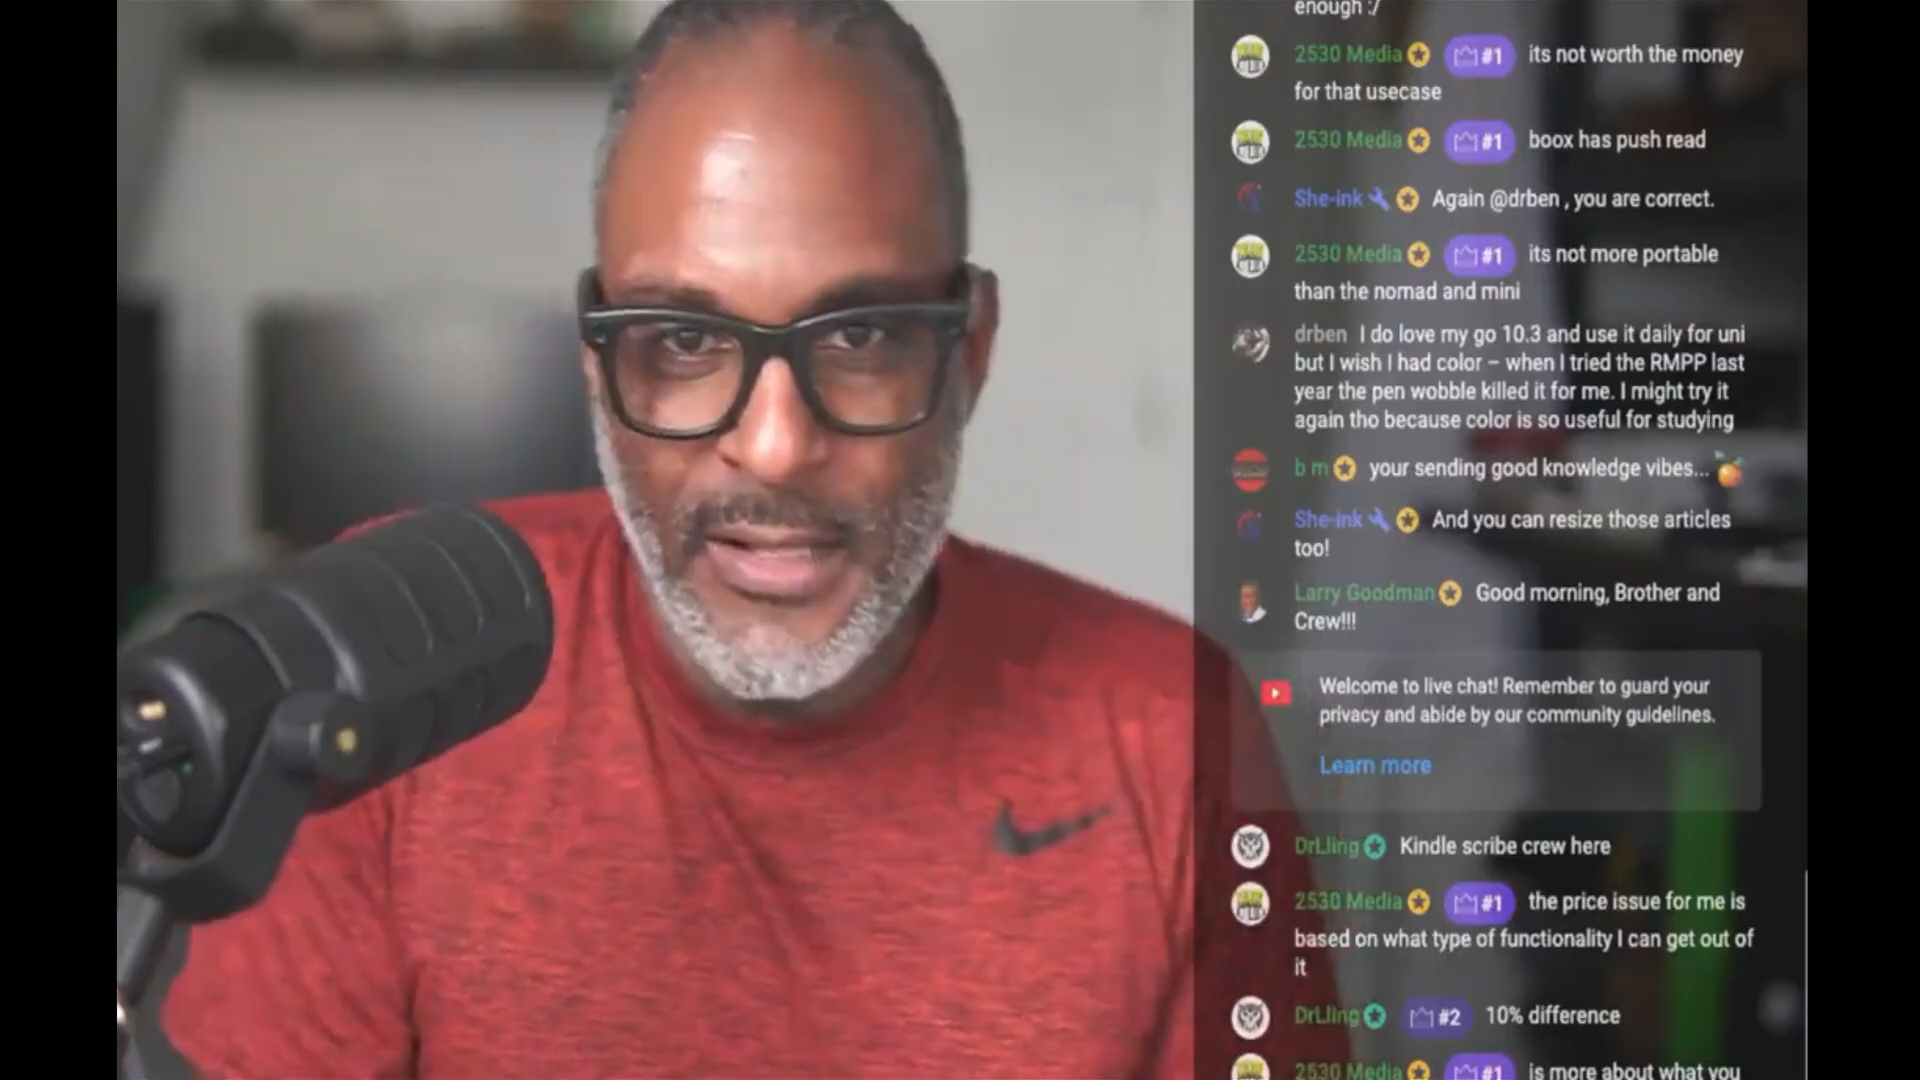 enough :/
2530 Media #1 its not worth the money
for that usecase
2530 Media #1 boox has push read
She-ink Again @drben , you are correct.
2530 Media #1 its not more portable
than the nomad and mini
drben I do love my go 10.3 and use it daily for uni
but I wish I had color – when I tried the RMPP last
year the pen wobble killed it for me. I might try it
again tho because color is so useful for studying
b m your sending good knowledge vibes...
She-ink And you can resize those articles
too!
Larry Goodman Good morning, Brother and
Crew!!!
Welcome to live chat! Remember to guard your
privacy and abide by our community guidelines.
Learn more
DrLling Kindle scribe crew here
2530 Media #1 the price issue for me is
based on what type of functionality I can get out of
it
DrLling #2 10% difference
2530 Media #1 is more about what you